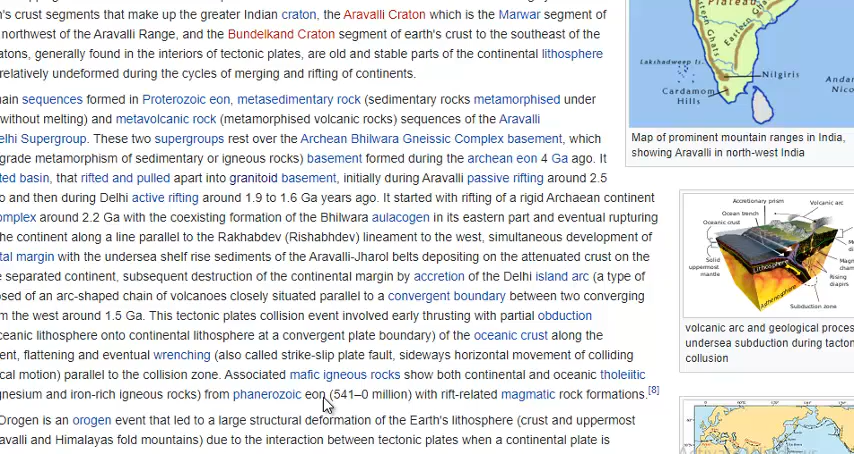 's crust segments that make up the greater Indian craton, the Aravalli Craton which is the Marwar segment of
northwest of the Aravalli Range, and the Bundelkand Craton segment of earth's crust to the southeast of the
atons, generally found in the interiors of tectonic plates, are old and stable parts of the continental lithosphere
relatively undeformed during the cycles of merging and rifting of continents.
ain sequences formed in Proterozoic eon, metasedimentary rock (sedimentary rocks metamorphised under
without melting) and metavolcanic rock (metamorphised volcanic rocks) sequences of the Aravalli
elhi Supergroup. These two supergroups rest over the Archean Bhilwara Gneissic Complex basement, which
grade metamorphism of sedimentary or igneous rocks) basement formed during the archean eon 4 Ga ago. It
ted basin, that rifted and pulled apart into granitoid basement, initially during Aravalli passive rifting around 2.5
o and then during Delhi active rifting around 1.9 to 1.6 Ga years ago. It started with rifting of a rigid Archaean continent
omplex around 2.2 Ga with the coexisting formation of the Bhilwara aulacogen in its eastern part and eventual rupturing
he continent along a line parallel to the Rakhabdev (Rishabhdev) lineament to the west, simultaneous development of
tal margin with the undersea shelf rise sediments of the Aravalli-Jharol belts depositing on the attenuated crust on the
e separated continent, subsequent destruction of the continental margin by accretion of the Delhi island arc (a type of
osed of an arc-shaped chain of volcanoes closely situated parallel to a convergent boundary between two converging
m the west around 1.5 Ga. This tectonic plates collision event involved early thrusting with partial obduction
ceanic lithosphere onto continental lithosphere at a convergent plate boundary) of the oceanic crust along the
ent, flattening and eventual wrenching (also called strike-slip plate fault, sideways horizontal movement of colliding
cal motion) parallel to the collision zone. Associated mafic igneous rocks show both continental and oceanic tholeiitic
gnesium and iron-rich igneous rocks) from phanerozoic eon (541–0 million) with rift-related magmatic rock formations.[8]
Orogen is an orogen event that led to a large structural deformation of the Earth's lithosphere (crust and uppermost
avalli and Himalayas fold mountains) due to the interaction between tectonic plates when a continental plate is
Plateau
Western Ghats
Eastern Ghats
Lakshadweep Is.
Nilgiris
Cardamom
Hills
Andar
Nico
Map of prominent mountain ranges in India,
showing Aravalli in north-west India
Accretionary prism
Volcanic arc
Ocean trench
Oceanic crust
Solid
uppermost
mantle
Lithosphere
Asthenosphere
Magm
cham
Rising
diapirs
Subduction zone
volcanic arc and geological proces
undersea subduction during tacton
collusion